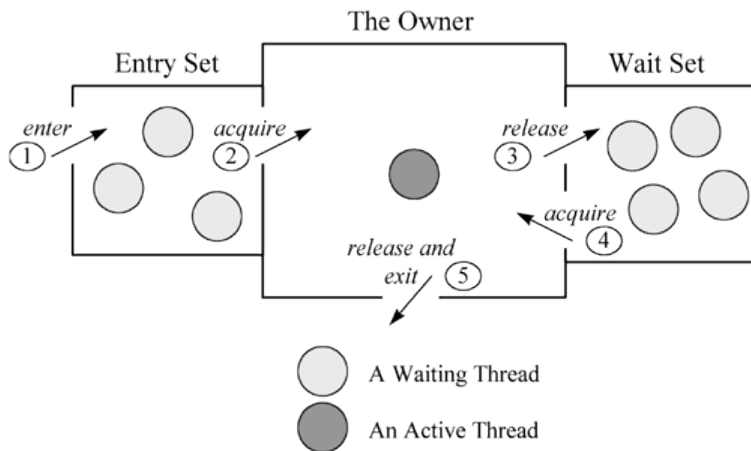 The Owner
Entry Set
Wait Set
enter
1
acquire
2
release
3
acquire
4
release and
exit
5
A Waiting Thread
An Active Thread